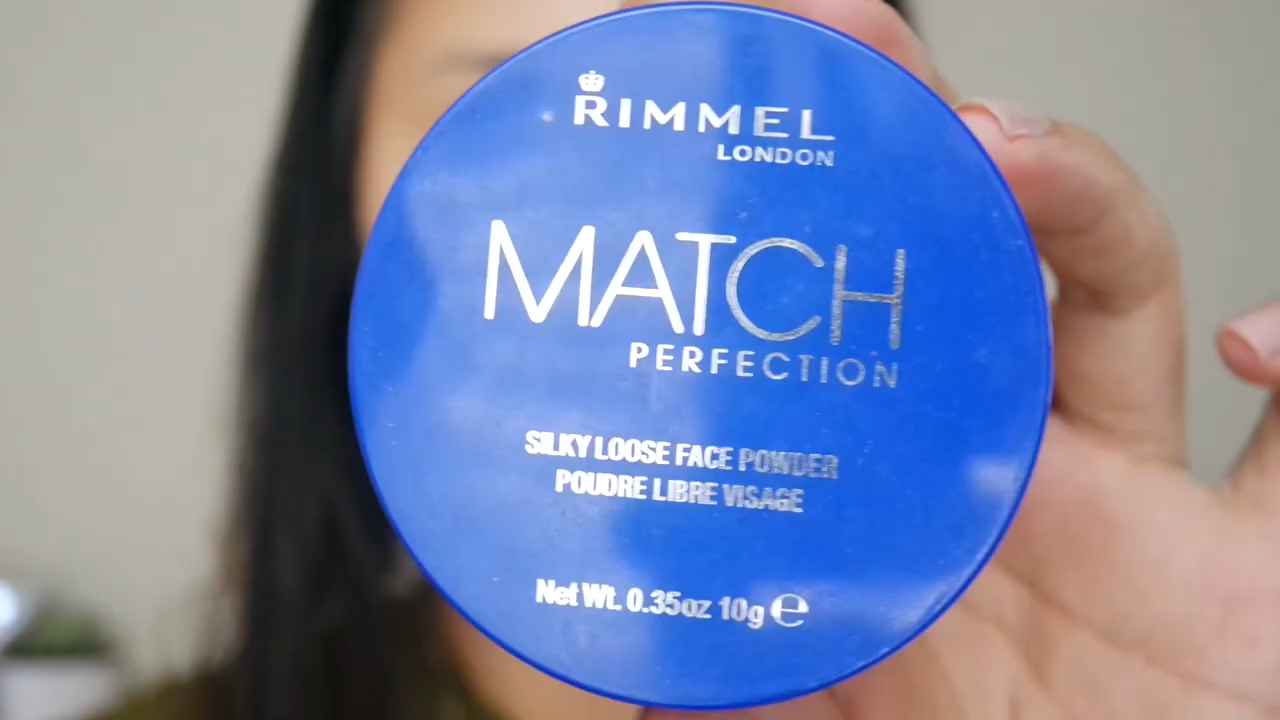 RIMMEL
LONDON
MATCH
PERFECTION
SILKY LOOSE FACE POWDER
POUDRE LIBRE VISAGE
Net Wt. 0.35oz 10g ℮